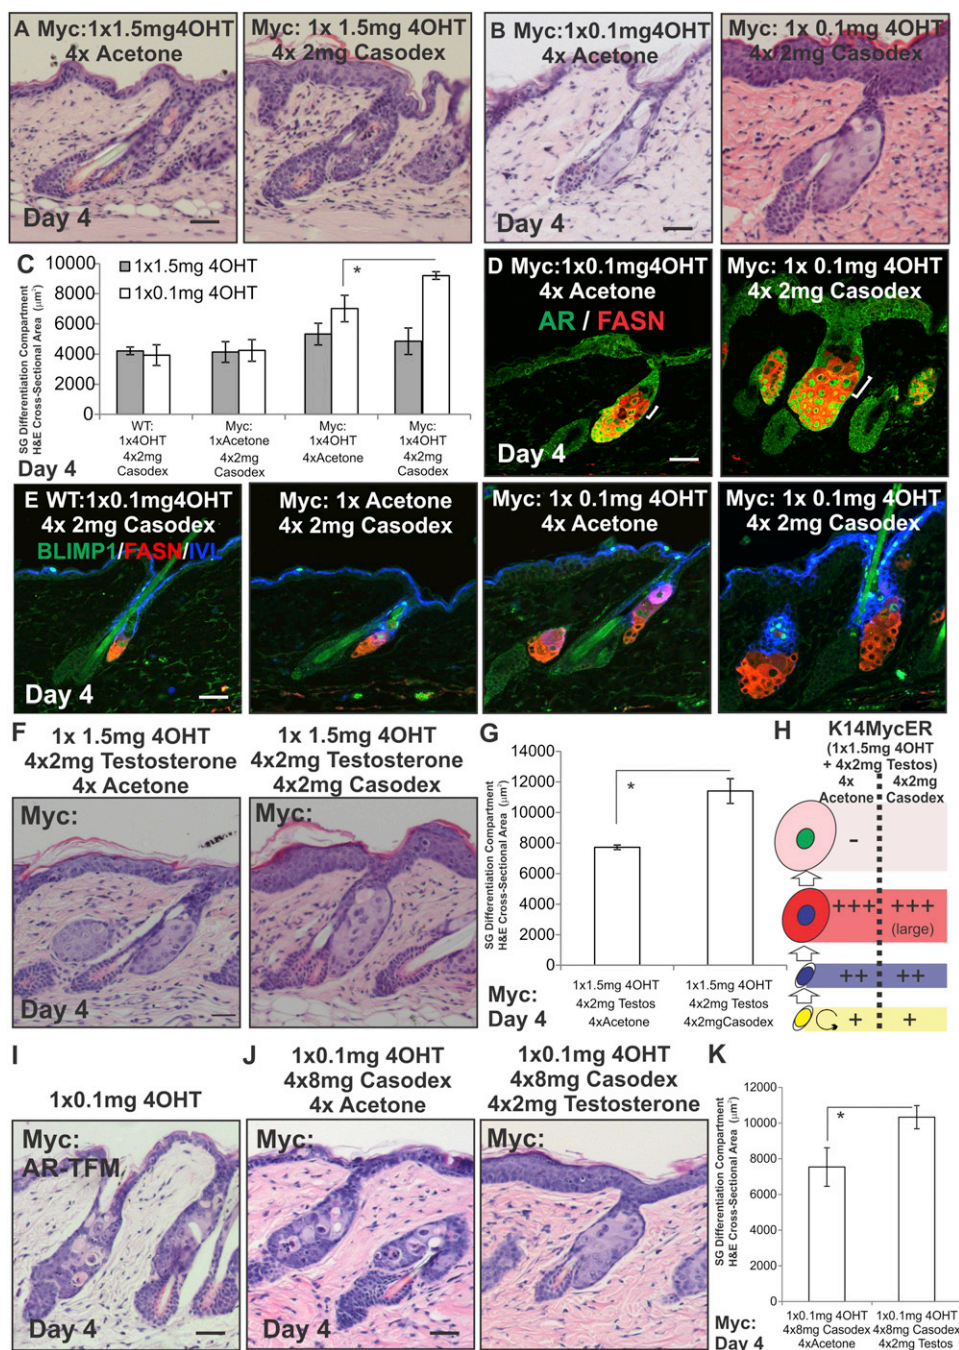 A Myc:1x1.5mg4OHT
4x Acetone
Day 4
Myc: 1x 1.5mg 4OHT
4x 2mg Casodex
B Myc:1x0.1mg4OHT
4x Acetone
Day 4
Myc: 1x 0.1mg 4OHT
4x 2mg Casodex
C
SG Differentiation Compartment
H&E Cross-Sectional Area (µm²)
10000
8000
6000
4000
2000
0
1x1.5mg 4OHT
1x0.1mg 4OHT
*
WT:
1x4OHT
4x2mg
Casodex
Myc:
1xAcetone
4x2mg
Casodex
Myc:
1x4OHT
4xAcetone
Myc:
1x4OHT
4x2mg
Casodex
Day 4
D Myc:1x0.1mg4OHT
4x Acetone
AR / FASN
Day 4
Myc: 1x 0.1mg 4OHT
4x 2mg Casodex
E WT:1x0.1mg4OHT
4x 2mg Casodex
BLIMP1/FASN/IVL
Day 4
Myc: 1x Acetone
4x 2mg Casodex
Myc: 1x 0.1mg 4OHT
4x Acetone
Myc: 1x 0.1mg 4OHT
4x 2mg Casodex
F
1x 1.5mg 4OHT
4x2mg Testosterone
4x Acetone
Myc:
Day 4
1x 1.5mg 4OHT
4x2mg Testosterone
4x2mg Casodex
Myc:
G
SG Differentiation Compartment
H&E Cross-Sectional Area (µm²)
14000
12000
10000
8000
6000
4000
2000
0
*
1x1.5mg 4OHT
4x2mg Testos
4xAcetone
1x1.5mg 4OHT
4x2mg Testos
4x2mgCasodex
Myc:
Day 4
H K14MycER
(1x1.5mg 4OHT
+ 4x2mg Testos)
4x
Acetone
4x2mg
Casodex
-
+++
+++
(large)
++
++
+
+
I
1x0.1mg 4OHT
Myc:
AR-TFM
Day 4
J
1x0.1mg 4OHT
4x8mg Casodex
4x Acetone
Myc:
Day 4
1x0.1mg 4OHT
4x8mg Casodex
4x2mg Testosterone
Myc:
K
SG Differentiation Compartment
H&E Cross-Sectional Area (µm²)
12000
10000
8000
6000
4000
2000
0
*
1x0.1mg 4OHT
4x8mg Casodex
4xAcetone
1x0.1mg 4OHT
4x8mg Casodex
4x2mg Testos
Myc:
Day 4